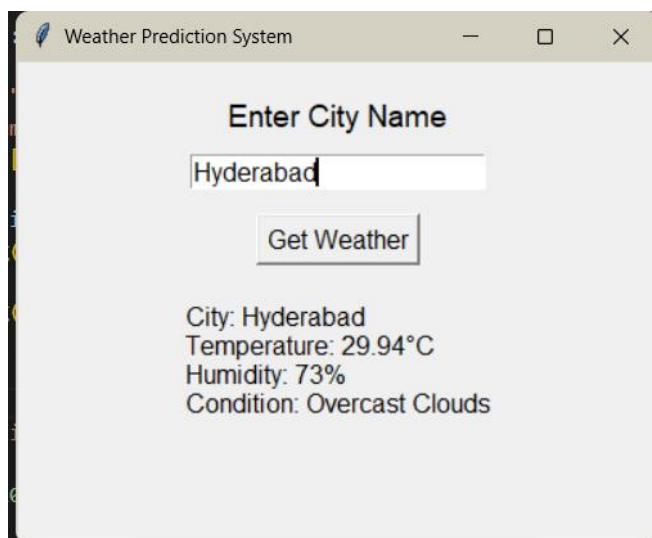 Weather Prediction System
Enter City Name
Hyderabad
Get Weather
City: Hyderabad
Temperature: 29.94°C
Humidity: 73%
Condition: Overcast Clouds